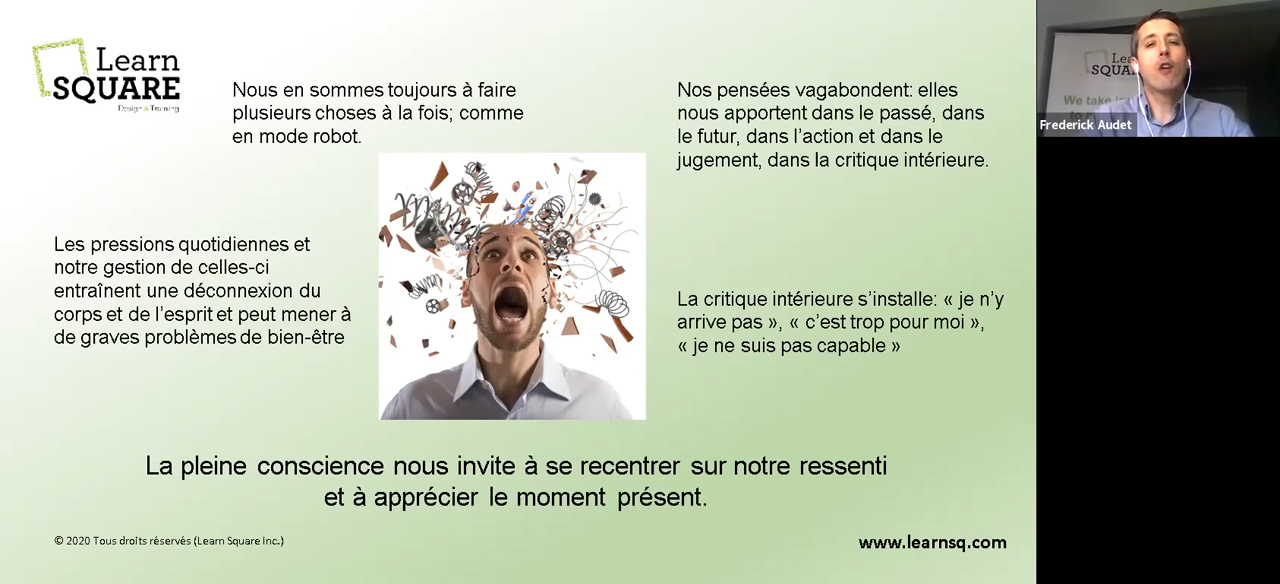 Learn
SQUARE
Design & Training
Nous en sommes toujours à faire
plusieurs choses à la fois; comme
en mode robot.
Nos pensées vagabondent: elles
nous apportent dans le passé, dans
le futur, dans l’action et dans le
jugement, dans la critique intérieure.
Les pressions quotidiennes et
notre gestion de celles-ci
entraînent une déconnexion du
corps et de l’esprit et peut mener à
de graves problèmes de bien-être
La critique intérieure s’installe: « je n’y
arrive pas », « c’est trop pour moi »,
« je ne suis pas capable »
La pleine conscience nous invite à se recentrer sur notre ressenti
et à apprécier le moment présent.
© 2020 Tous droits réservés (Learn Square Inc.)
www.learnsq.com
Lea
SQUA
We take
Frederick Audet